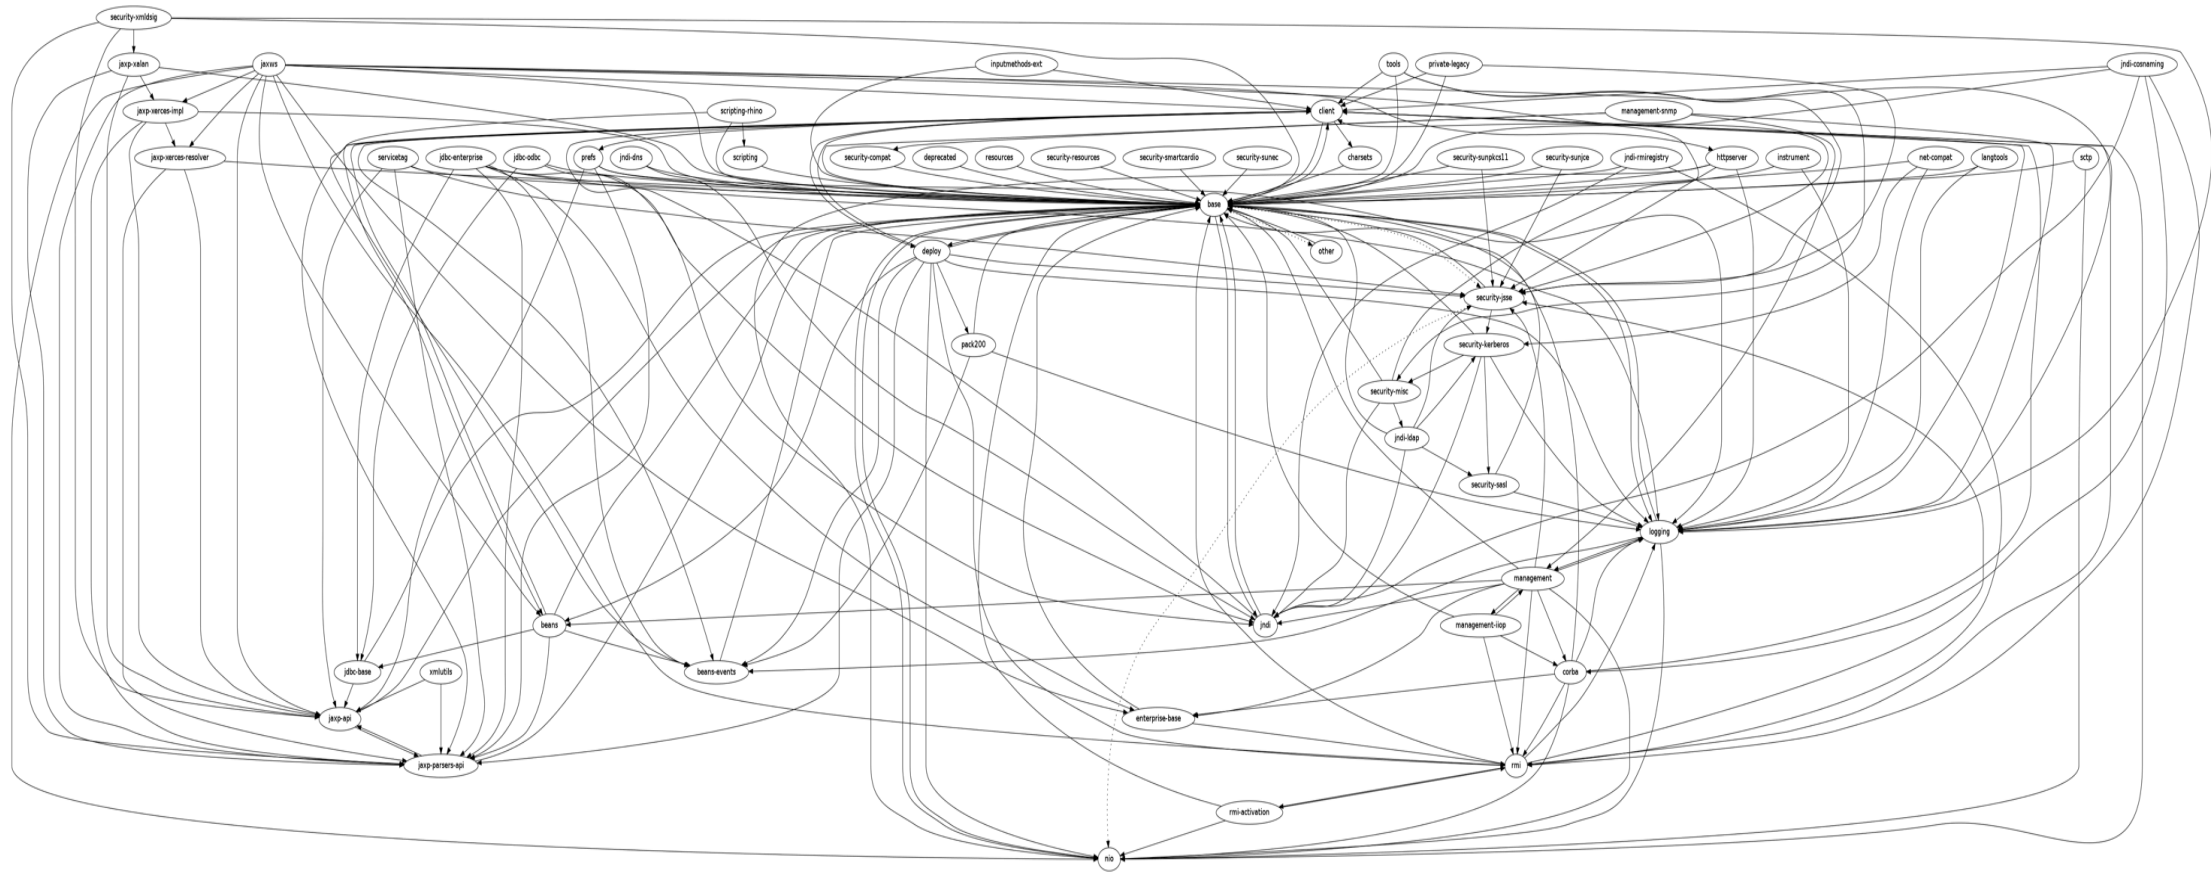 security-xmldsig
jaxp-xalan
jaxws
inputmethods-ext
tools
private-legacy
jndi-cosnaming
jaxp-xerces-impl
scripting-rhino
client
management-snmp
jaxp-xerces-resolver
servicetag
jdbc-enterprise
jdbc-odbc
prefs
jndi-dns
scripting
security-compat
deprecated
resources
security-resources
security-smartcardio
security-sunec
charsets
security-sunpkcs11
security-sunjce
jndi-rmiregistry
httpserver
instrument
net-compat
langtools
sctp
base
deploy
other
security-jsse
pack200
security-kerberos
security-misc
jndi-ldap
security-sasl
logging
management
beans
jndi
management-iiop
jdbc-base
xmlutils
beans-events
corba
jaxp-api
enterprise-base
jaxp-parsers-api
rmi
rmi-activation
nio